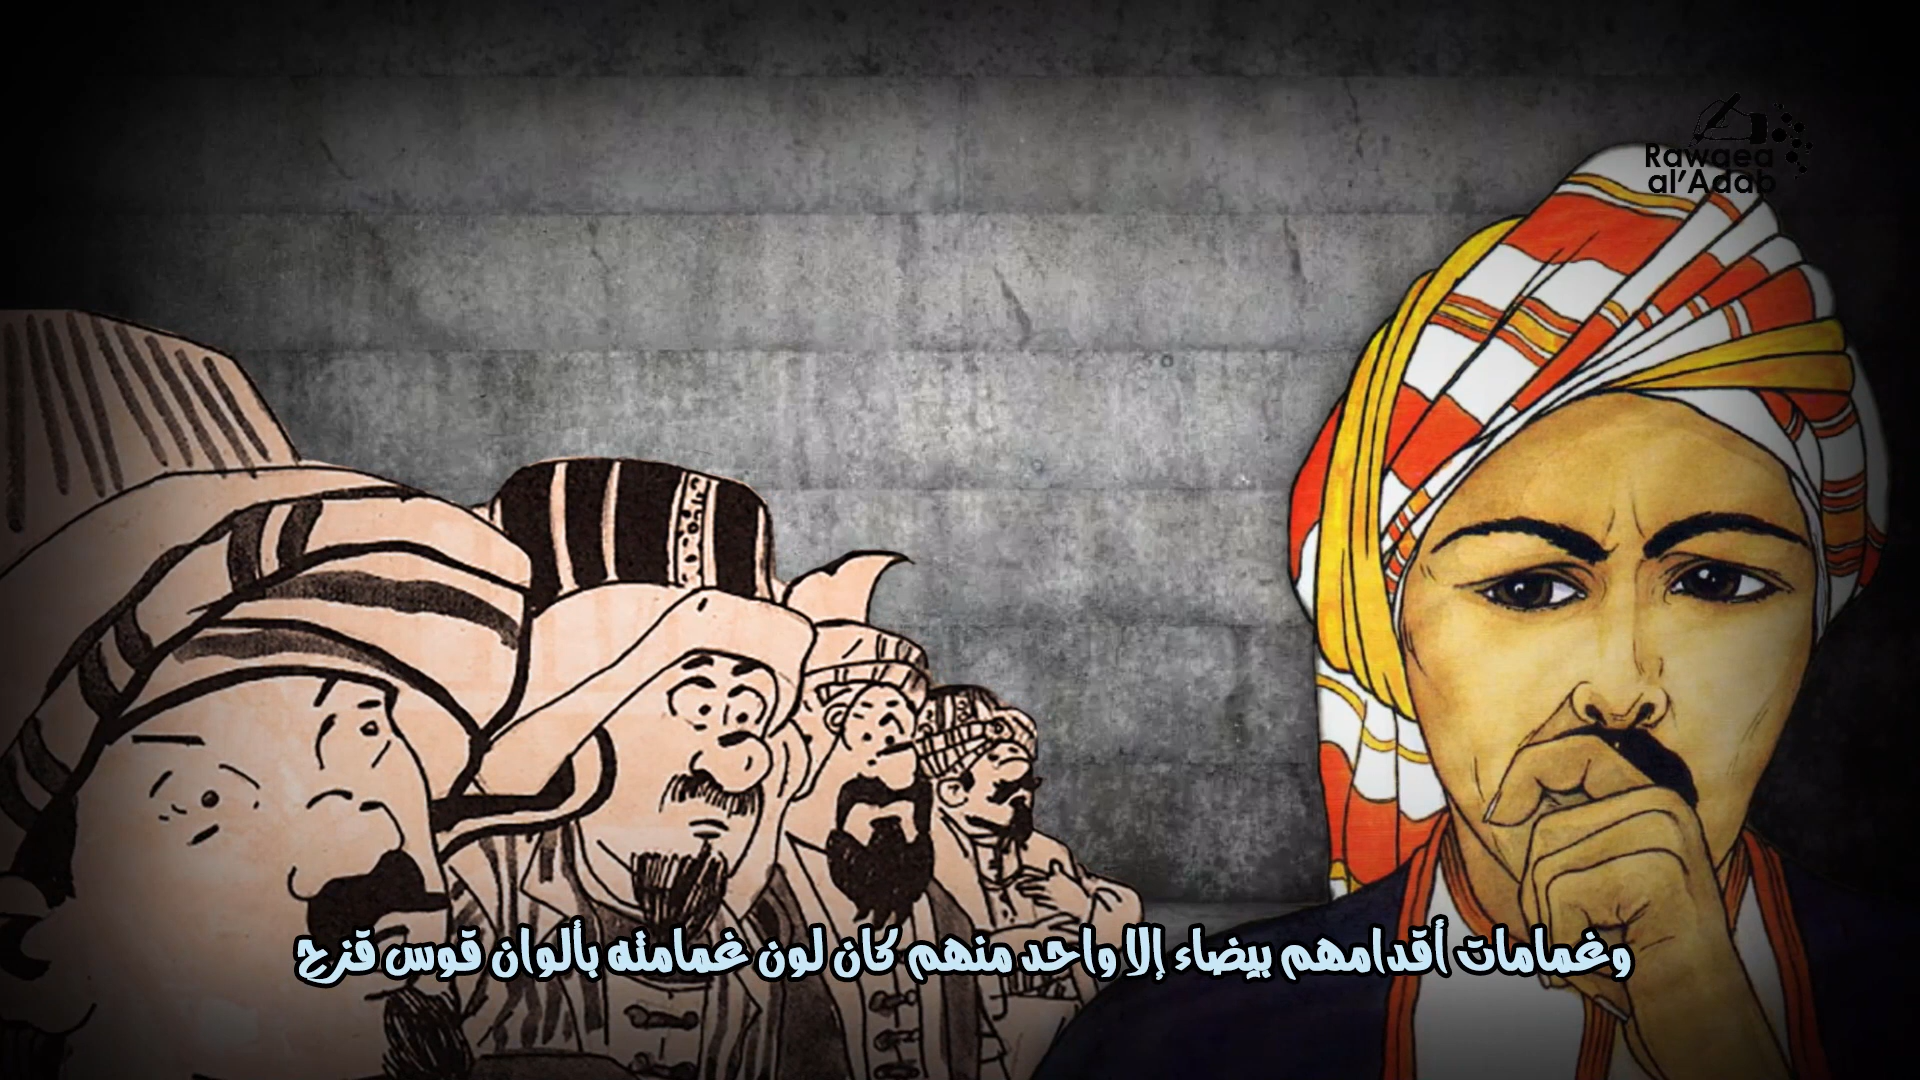 Rawaea
al'Adab
وغمامات أقدامهم بيضاء إلا واحد منهم كان لون غمامته بألوان قوس قزح